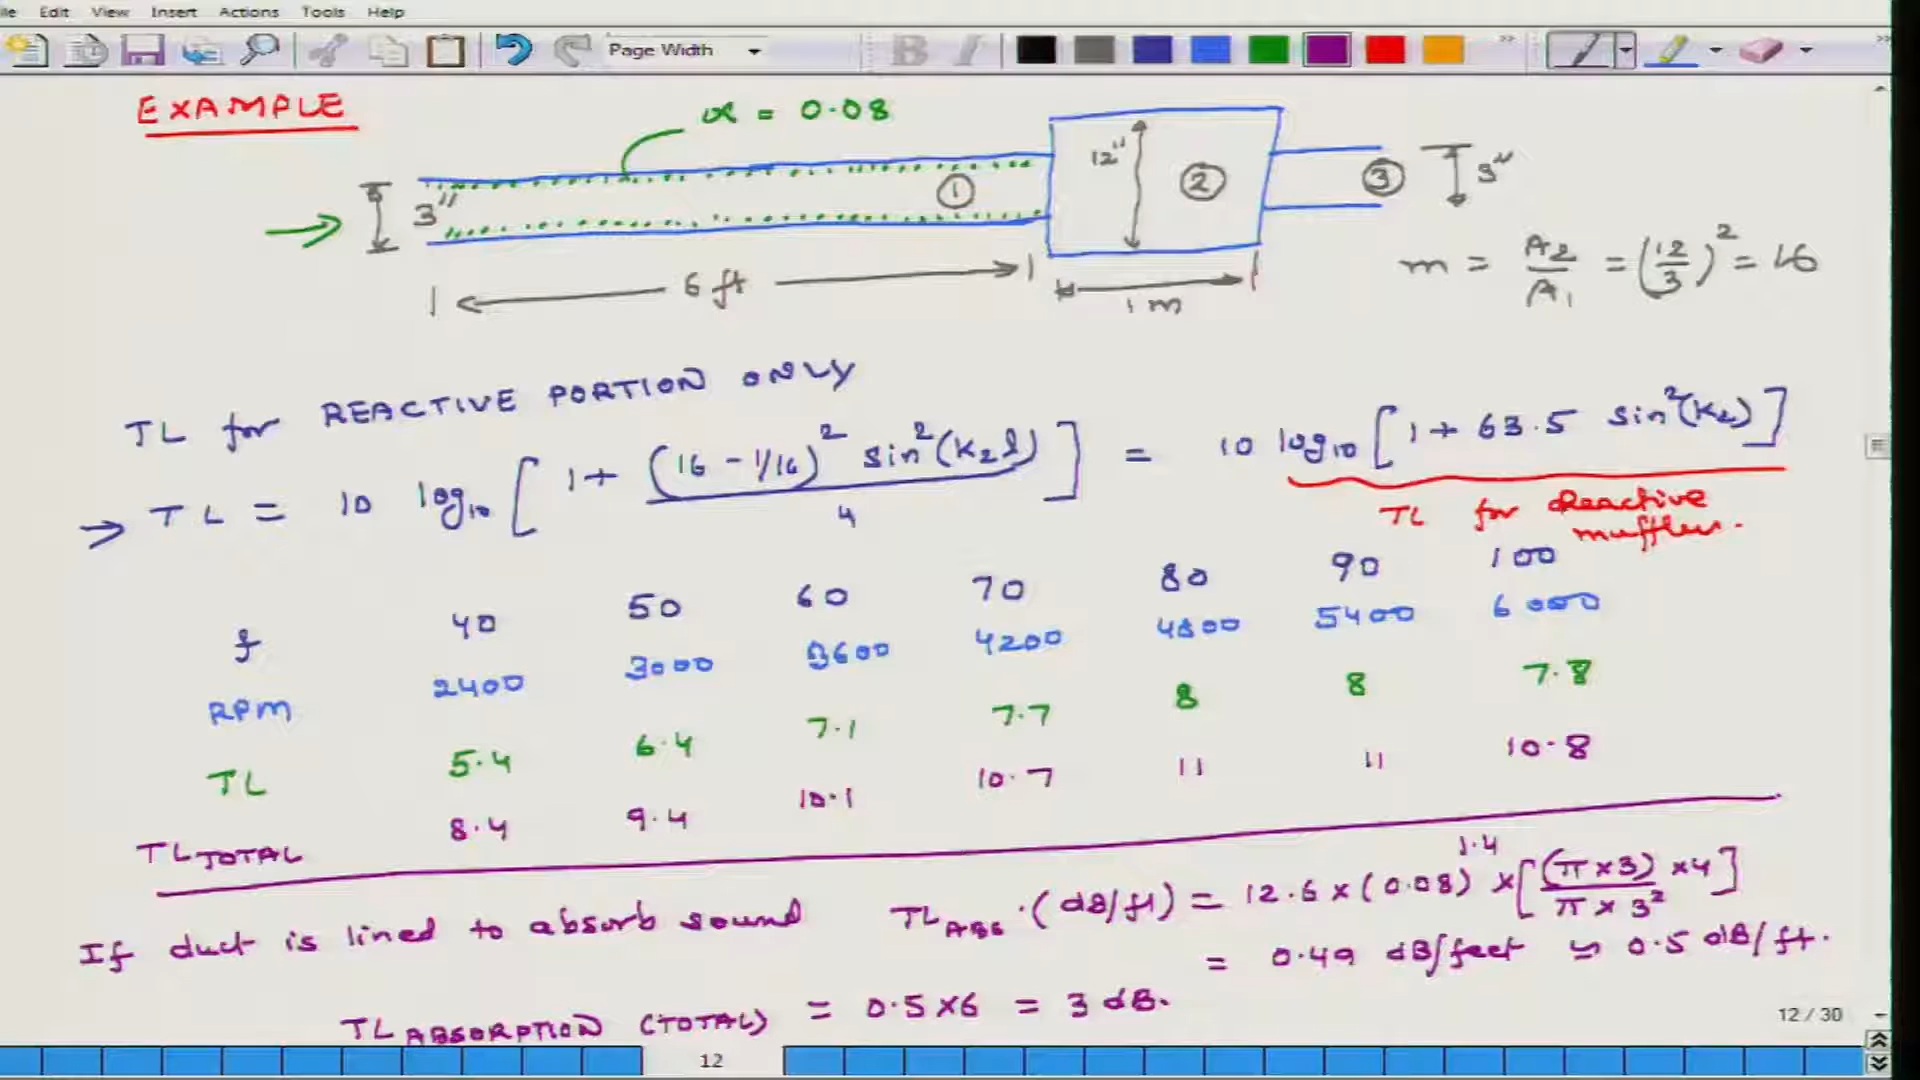 Edit View Insert Actions Tools Help
Page Width
EXAMPLE
α = 0.08
3"
①
12"
②
③
3"
6 ft
1 m
m = A2/A1 = (12/3)² = 16
TL for REACTIVE PORTION ONLY
→ TL = 10 log10 [1 + (16 - 1/16)² sin²(K2l) / 4] = 10 log10 [1 + 63.5 sin²(KL)]
TL for Reactive muffler.
f 40 50 60 70 80 90 100
RPM 2400 3000 3600 4200 4800 5400 6000
TL 5.4 6.4 7.1 7.7 8 8 7.8
TLTOTAL 8.4 9.4 10.1 10.7 11 11 10.8
If duct is lined to absorb sound TLABS. (dB/ft) = 12.6 × (0.08)^1.4 × [(π×3) ×4 / π × 3²]
= 0.49 dB/feet ≃ 0.5 dB/ft.
TL ABSORPTION (TOTAL) = 0.5 × 6 = 3 dB.
12 / 30
12